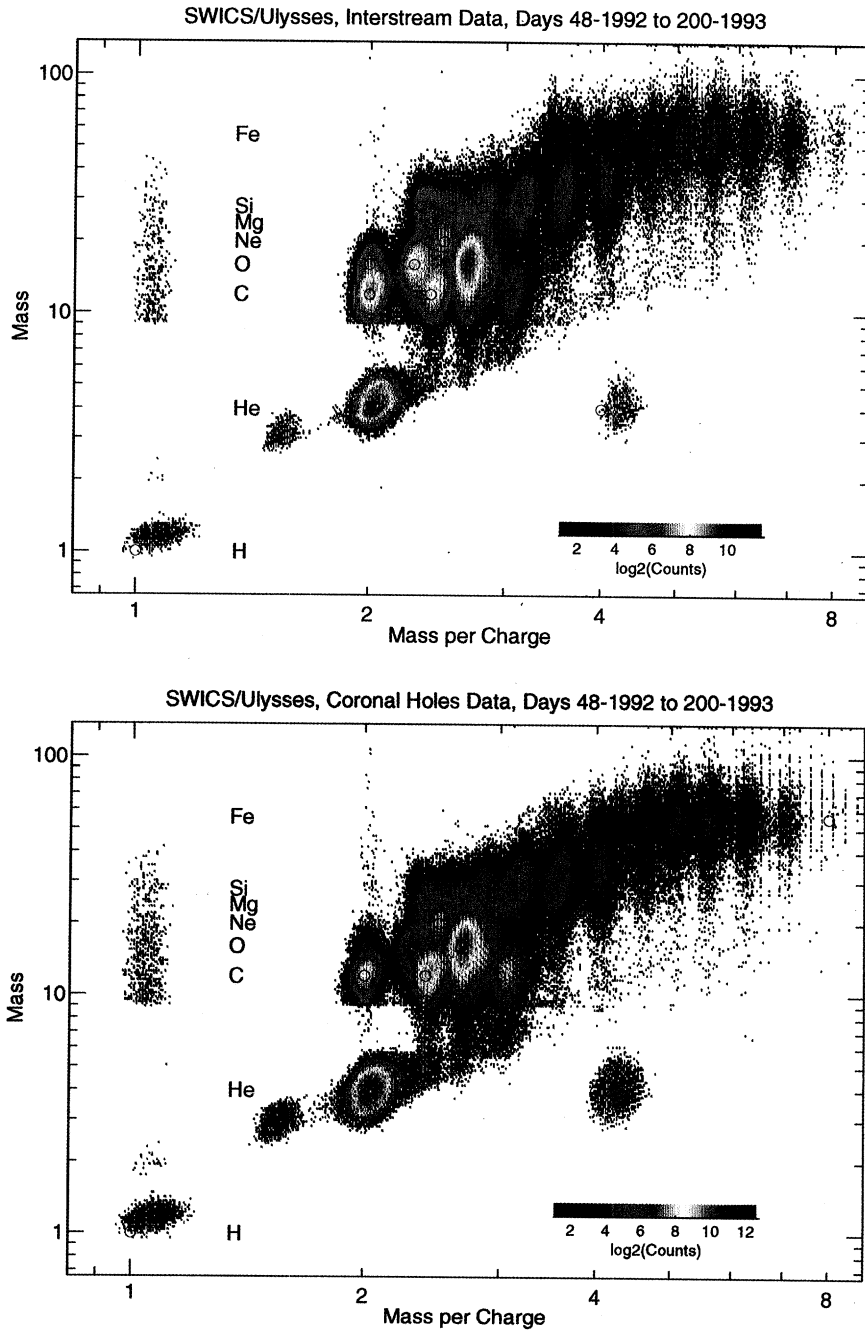 SWICS/Ulysses, Interstream Data, Days 48-1992 to 200-1993
100
Fe
Si
Mg
Ne
O
C
10
Mass
He
H
1
2 4 6 8 10
log2(Counts)
1 2 4 8
Mass per Charge
SWICS/Ulysses, Coronal Holes Data, Days 48-1992 to 200-1993
100
Fe
Si
Mg
Ne
O
C
10
Mass
He
H
1
2 4 6 8 10 12
log2(Counts)
1 2 4 8
Mass per Charge